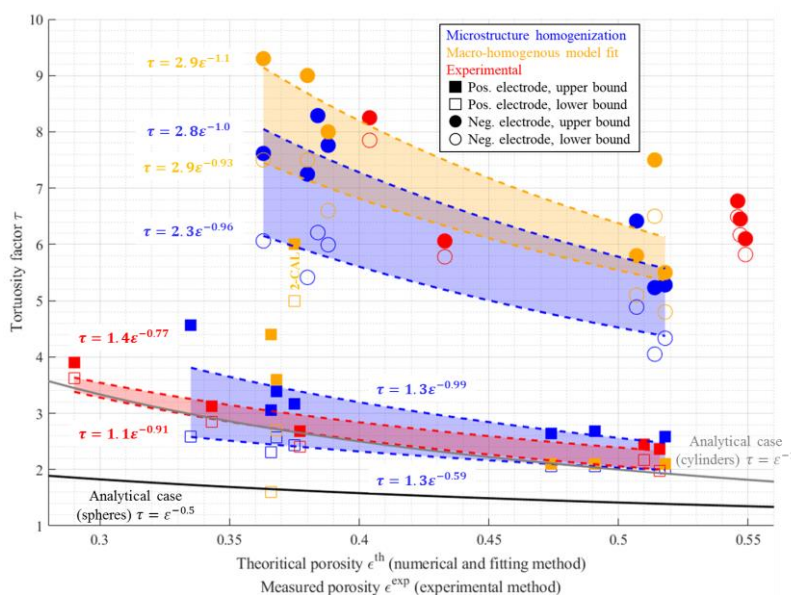 10
9
8
7
6
5
4
3
2
1
Tortuosity factor τ
τ = 2.9ε^−1.1
τ = 2.8ε^−1.0
τ = 2.9ε^−0.93
τ = 2.3ε^−0.96
Microstructure homogenization
Macro-homogenous model fit
Experimental
Pos. electrode, upper bound
Pos. electrode, lower bound
Neg. electrode, upper bound
Neg. electrode, lower bound
2-CAL
τ = 1.4ε^−0.77
τ = 1.3ε^−0.99
τ = 1.1ε^−0.91
τ = 1.3ε^−0.59
Analytical case
(cylinders) τ = ε^−
Analytical case
(spheres) τ = ε^−0.5
0.3
0.35
0.4
0.45
0.5
0.55
Theoritical porosity ϵ^th (numerical and fitting method)
Measured porosity ϵ^exp (experimental method)